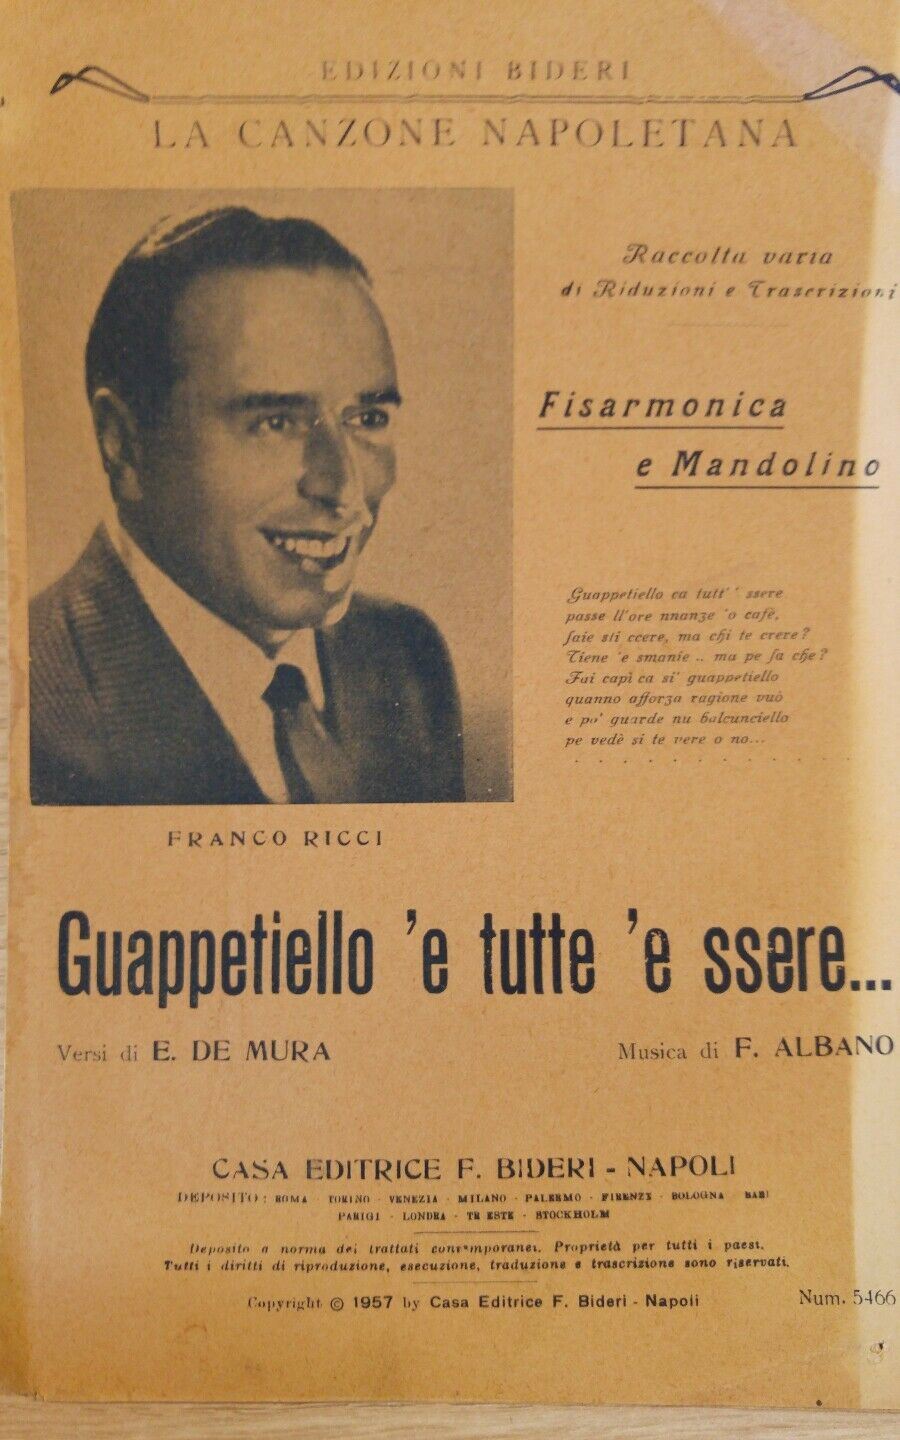 EDIZIONI BIDERI
LA CANZONE NAPOLETANA
Raccolta varia
di Riduzioni e Trascrizioni
Fisarmonica
e Mandolino
Guappetiello ca tutt' ' ssere
passe ll'ore nnanze 'o cafè,
faie sti ccere, ma chi te crere?
Tiene 'e smanie .. ma pe fa che?
Fai capì ca si' guappetiello
quanno afforza ragione vuò
e po' guarde nu balcunciello
pe vedè si te vere o no...
. . . . . . . . . . . .
FRANCO RICCI
Guappetiello 'e tutte 'e ssere...
Versi di E. DE MURA
Musica di F. ALBANO
CASA EDITRICE F. BIDERI - NAPOLI
DEPOSITO: ROMA - TORINO - VENEZIA - MILANO - PALERMO - FIRENZE - BOLOGNA - BARI
PARIGI - LONDRA - TR ESTE - STOCKHOLM
Deposito a norma dei trattati contemporanei. Proprietà per tutti i paesi.
Tutti i diritti di riproduzione, esecuzione, traduzione e trascrizione sono riservati.
Copyright © 1957 by Casa Editrice F. Bideri - Napoli
Num. 5466